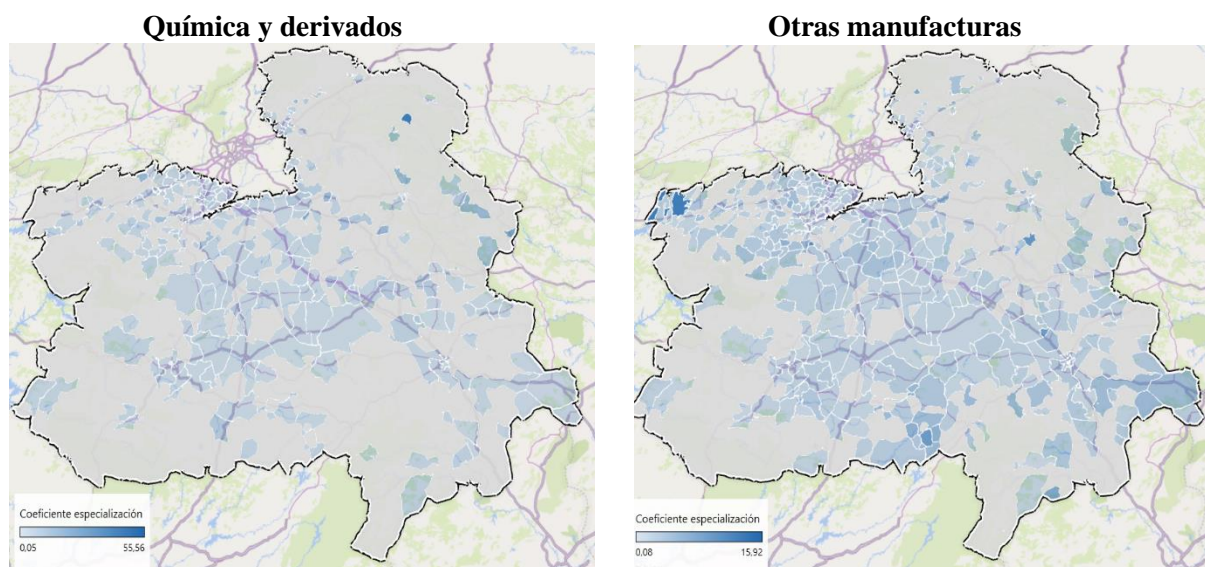 Química y derivados
Otras manufacturas
Coeficiente especialización
0.05 55,56
Coeficiente especialización
0.08 15.92